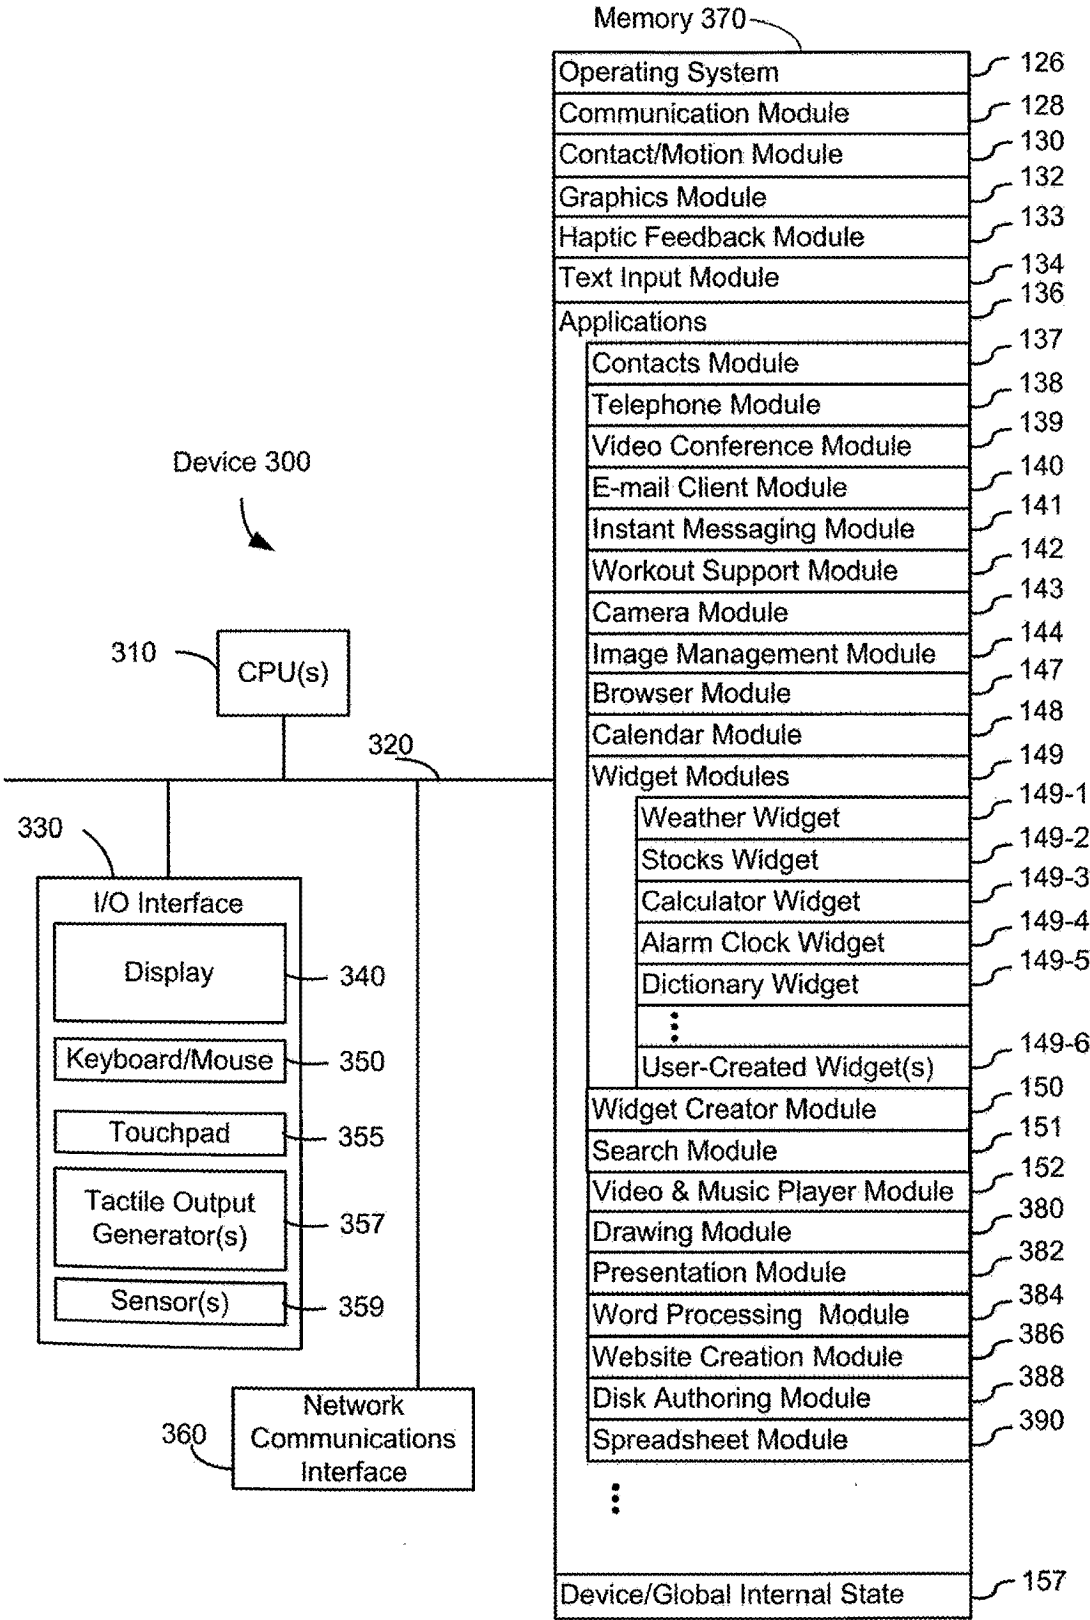 Memory 370
Operating System
126
Communication Module
128
Contact/Motion Module
130
Graphics Module
132
Haptic Feedback Module
133
Text Input Module
134
Applications
136
Contacts Module
137
Telephone Module
138
Video Conference Module
139
E-mail Client Module
140
Instant Messaging Module
141
Workout Support Module
142
Camera Module
143
Image Management Module
144
Browser Module
147
Calendar Module
148
Widget Modules
149
Weather Widget
149-1
Stocks Widget
149-2
Calculator Widget
149-3
Alarm Clock Widget
149-4
Dictionary Widget
149-5
User-Created Widget(s)
149-6
Widget Creator Module
150
Search Module
151
Video & Music Player Module
152
Drawing Module
380
Presentation Module
382
Word Processing Module
384
Website Creation Module
386
Disk Authoring Module
388
Spreadsheet Module
390
Device/Global Internal State
157
Device 300
310
CPU(s)
320
330
I/O Interface
Display
340
Keyboard/Mouse
350
Touchpad
355
Tactile Output
Generator(s)
357
Sensor(s)
359
360
Network
Communications
Interface